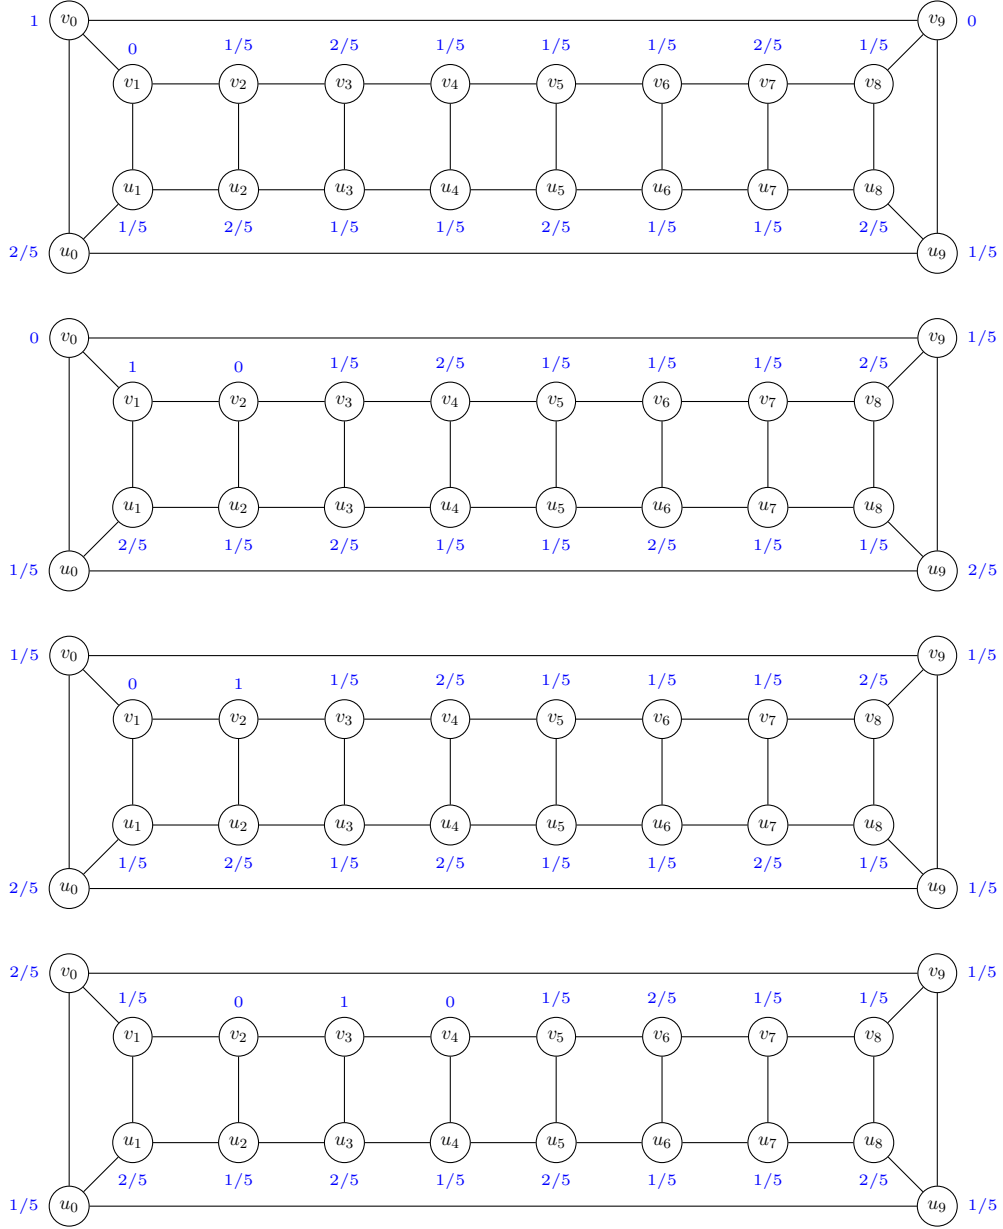 1 v₀ v₉ 0
0 1/5 2/5 1/5 1/5 1/5 2/5 1/5
v₁ v₂ v₃ v₄ v₅ v₆ v₇ v₈
u₁ u₂ u₃ u₄ u₅ u₆ u₇ u₈
1/5 2/5 1/5 1/5 2/5 1/5 1/5 2/5
2/5 u₀ u₉ 1/5
0 v₀ v₉ 1/5
1 0 1/5 2/5 1/5 1/5 1/5 2/5
v₁ v₂ v₃ v₄ v₅ v₆ v₇ v₈
u₁ u₂ u₃ u₄ u₅ u₆ u₇ u₈
2/5 1/5 2/5 1/5 1/5 2/5 1/5 1/5
1/5 u₀ u₉ 2/5
1/5 v₀ v₉ 1/5
0 1 1/5 2/5 1/5 1/5 1/5 2/5
v₁ v₂ v₃ v₄ v₅ v₆ v₇ v₈
u₁ u₂ u₃ u₄ u₅ u₆ u₇ u₈
1/5 2/5 1/5 2/5 1/5 1/5 2/5 1/5
2/5 u₀ u₉ 1/5
2/5 v₀ v₉ 1/5
1/5 0 1 0 1/5 2/5 1/5 1/5
v₁ v₂ v₃ v₄ v₅ v₆ v₇ v₈
u₁ u₂ u₃ u₄ u₅ u₆ u₇ u₈
2/5 1/5 2/5 1/5 2/5 1/5 1/5 2/5
1/5 u₀ u₉ 1/5